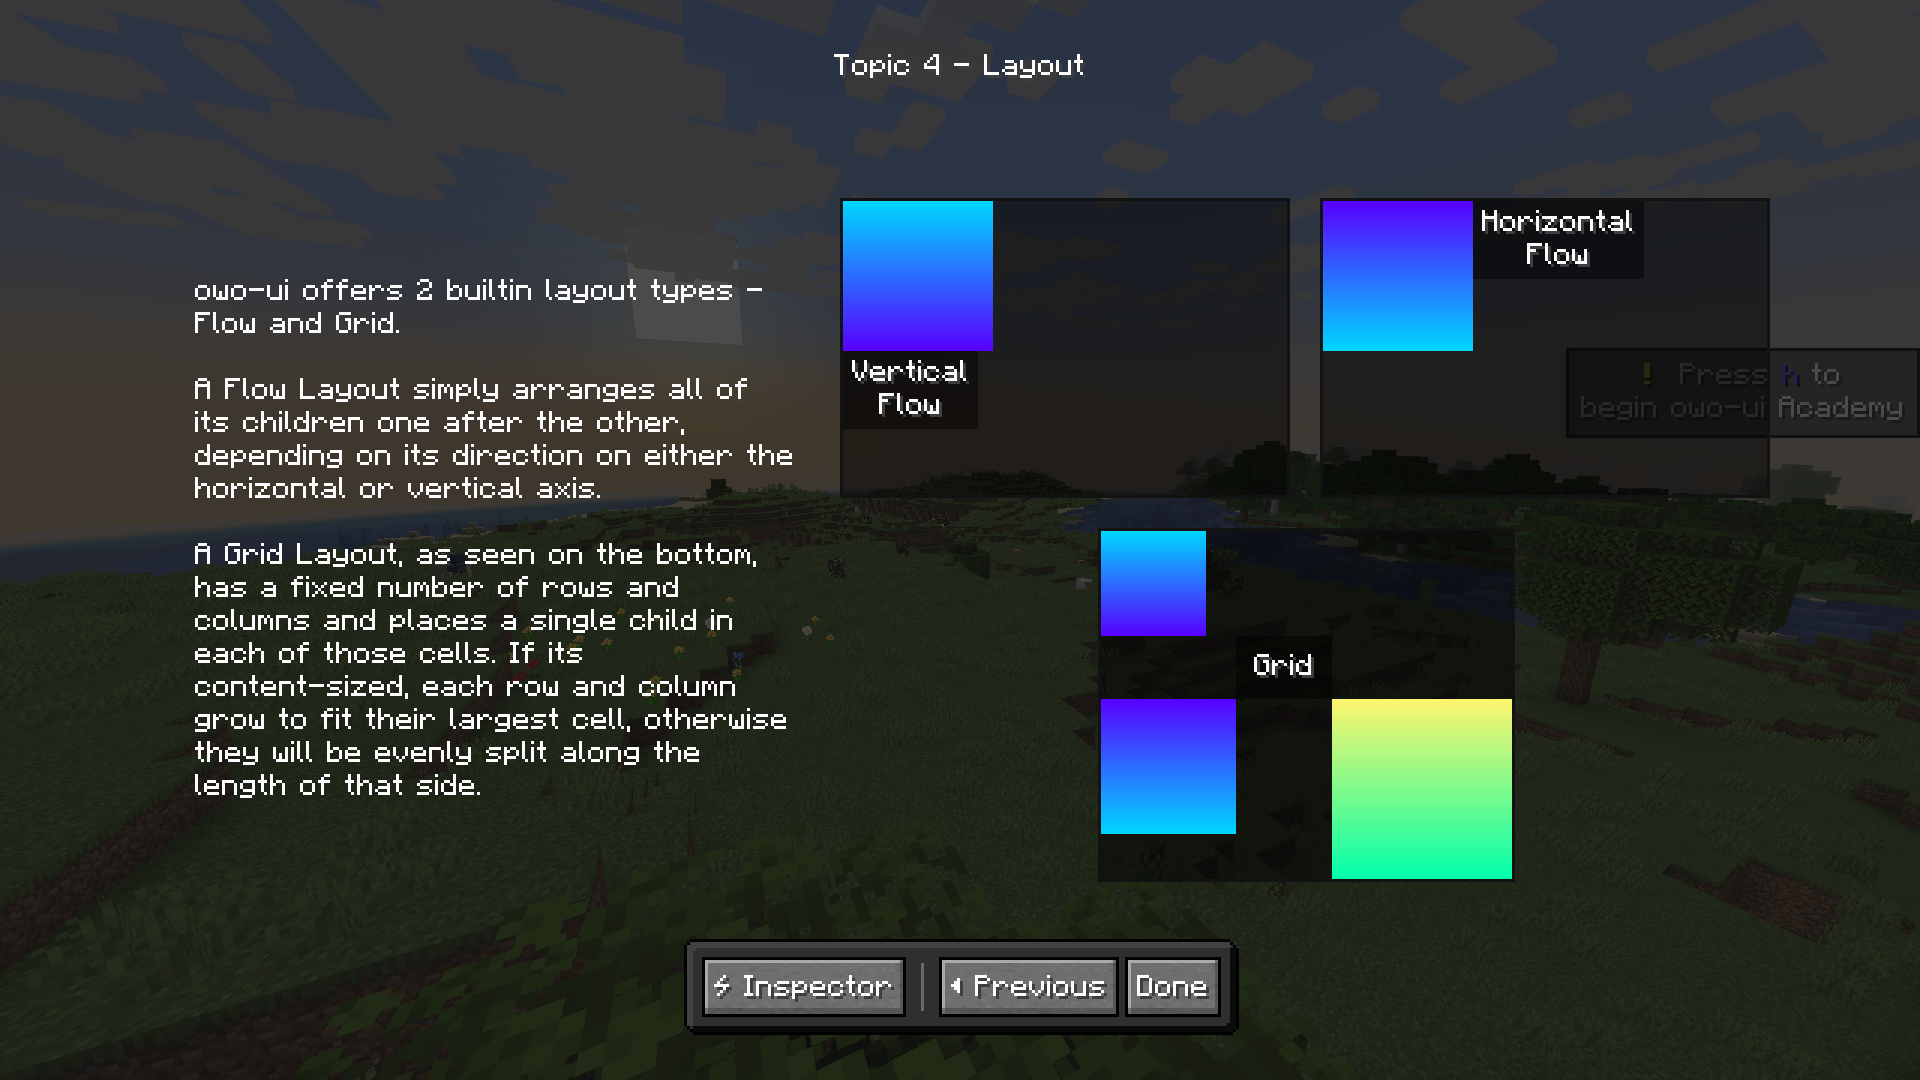 Topic 4 - Layout
owo-ui offers 2 builtin layout types -
Flow and Grid.
A Flow Layout simply arranges all of
its children one after the other,
depending on its direction on either the
horizontal or vertical axis.
A Grid Layout, as seen on the bottom,
has a fixed number of rows and
columns and places a single child in
each of those cells. If its
content-sized, each row and column
grow to fit their largest cell, otherwise
they will be evenly split along the
length of that side.
Vertical
Flow
Horizontal
Flow
! Press h to
begin owo-ui Academy
Grid
⚡ Inspector
Previous
Done